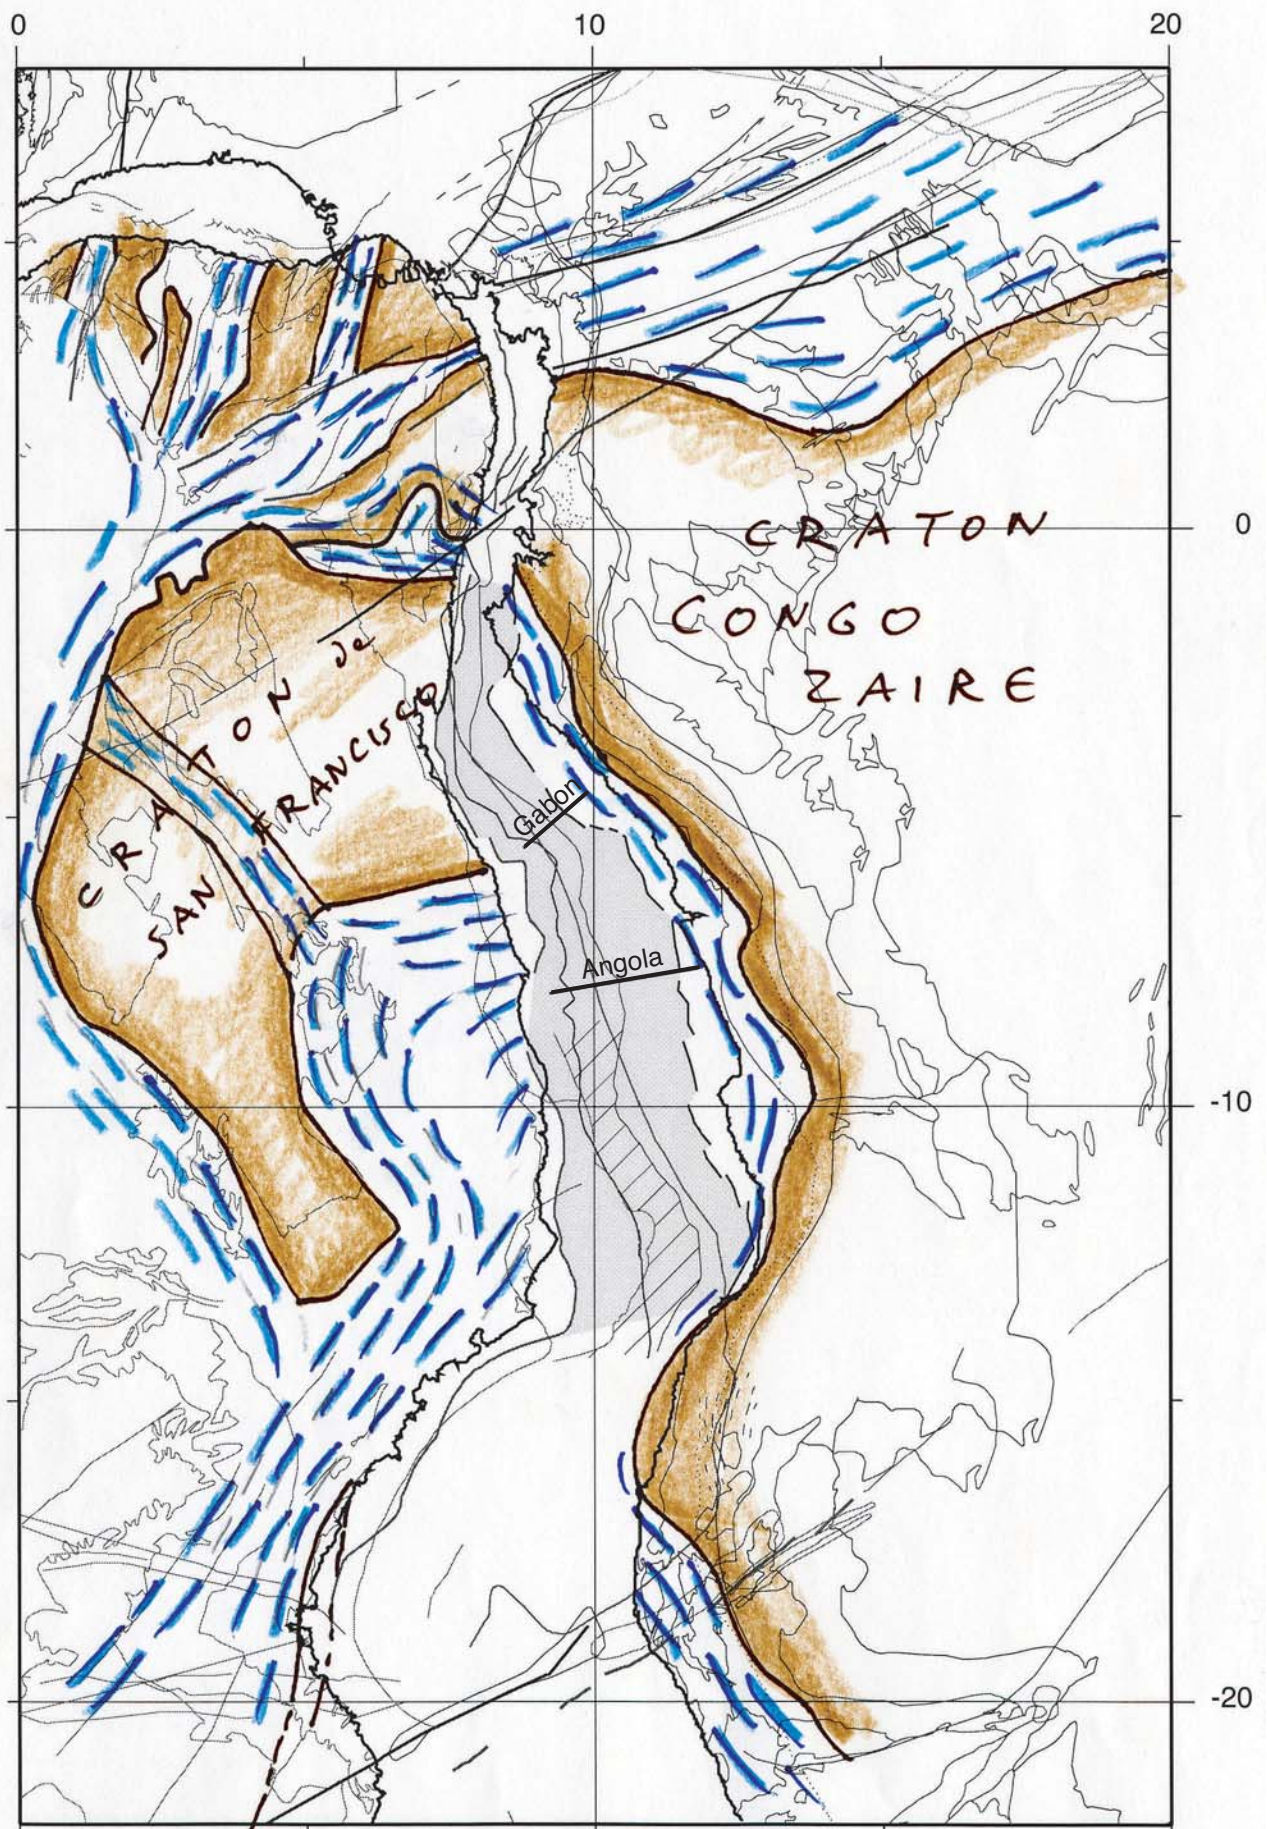 0 10 20
0
-10
-20
CRATON
CONGO
ZAIRE
CRATON de
SAN FRANCISCO
Gabon
Angola